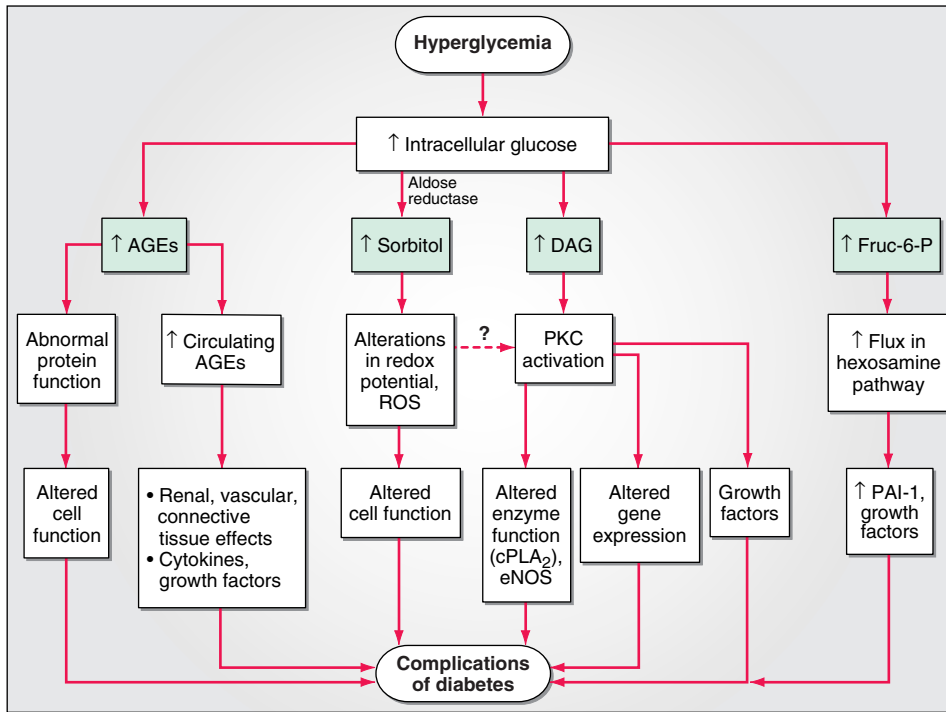 Hyperglycemia
↑ Intracellular glucose
Aldose
reductase
↑ AGEs
↑ Sorbitol
↑ DAG
↑ Fruc-6-P
Abnormal
protein
function
↑ Circulating
AGEs
Alterations
in redox
potential,
ROS
?
PKC
activation
↑ Flux in
hexosamine
pathway
Altered
cell
function
• Renal, vascular,
connective
tissue effects
• Cytokines,
growth factors
Altered
cell function
Altered
enzyme
function
(cPLA₂),
eNOS
Altered
gene
expression
Growth
factors
↑ PAI-1,
growth
factors
Complications
of diabetes